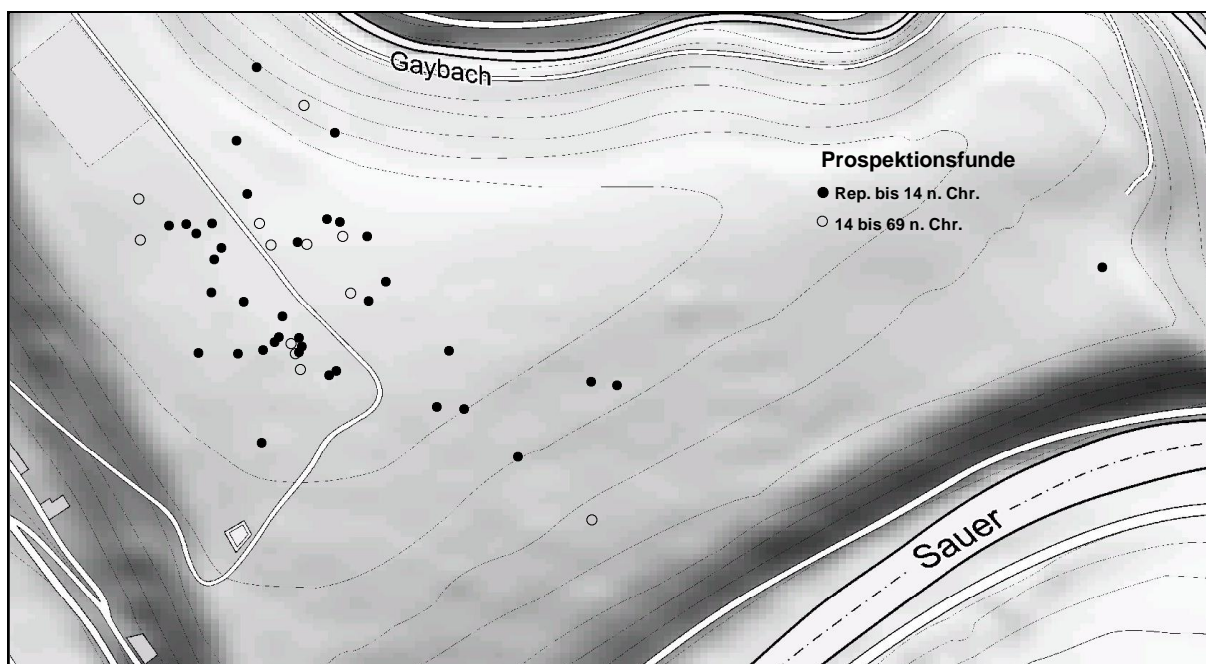 Gaybach
Prospektionsfunde
Rep. bis 14 n. Chr.
14 bis 69 n. Chr.
Sauer